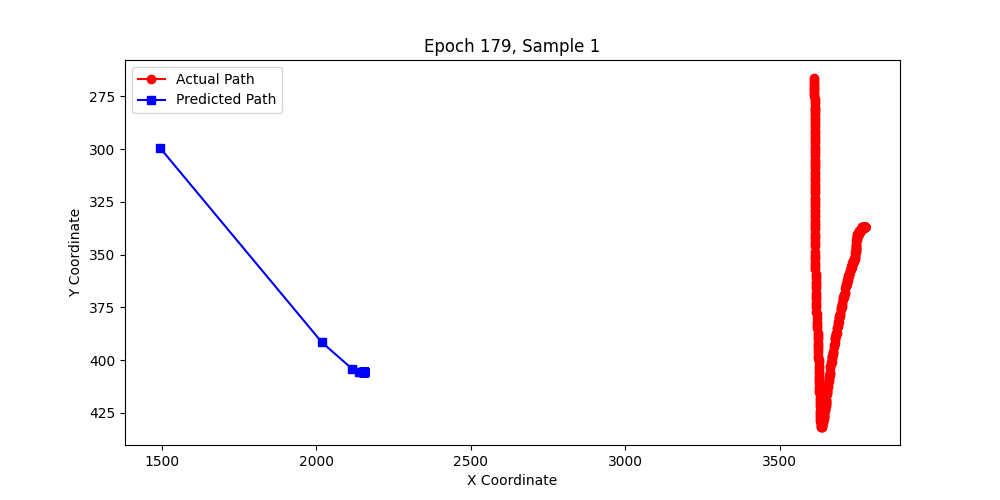 Epoch 179, Sample 1
Actual Path
Predicted Path
Y Coordinate
275
300
325
350
375
400
425
1500 2000 2500 3000 3500
X Coordinate